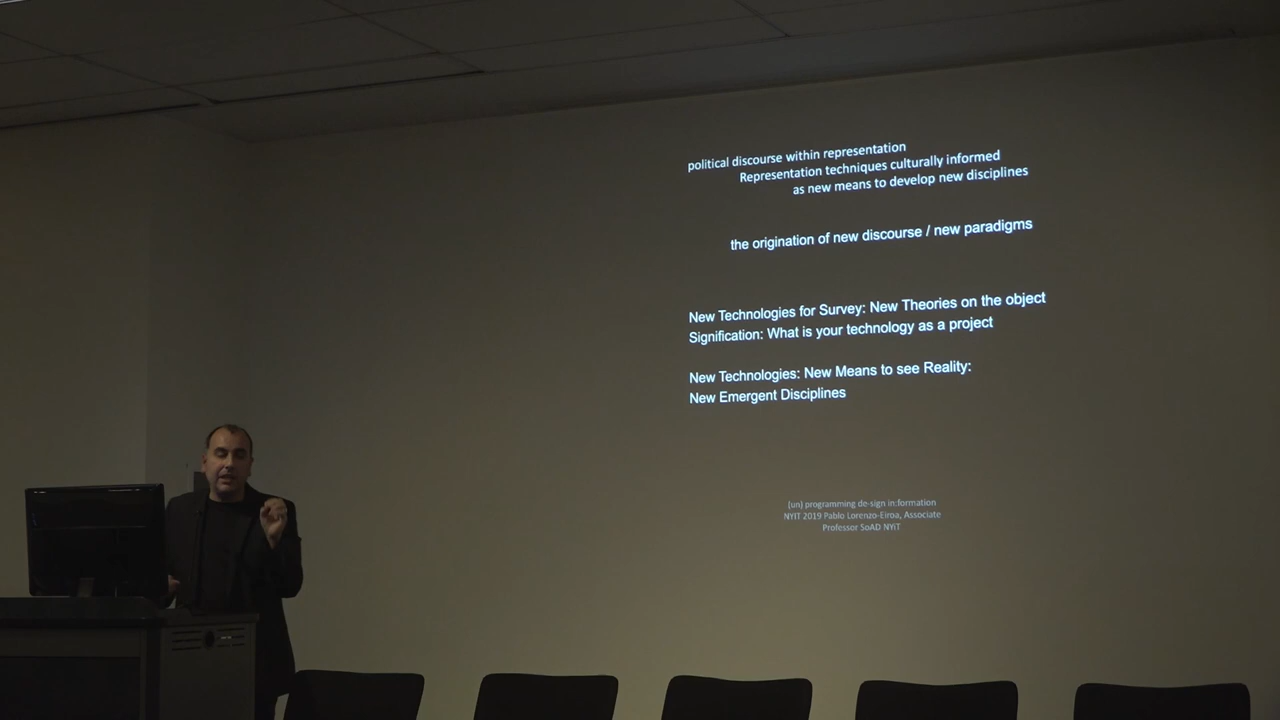 political discourse within representation
Representation techniques culturally informed
as new means to develop new disciplines
the origination of new discourse / new paradigms
New Technologies for Survey: New Theories on the object
Signification: What is your technology as a project
New Technologies: New Means to see Reality:
New Emergent Disciplines
(un) programming de-sign in:formation
NYIT 2019 Pablo Lorenzo-Eiroa, Associate
Professor SoAD NYIT